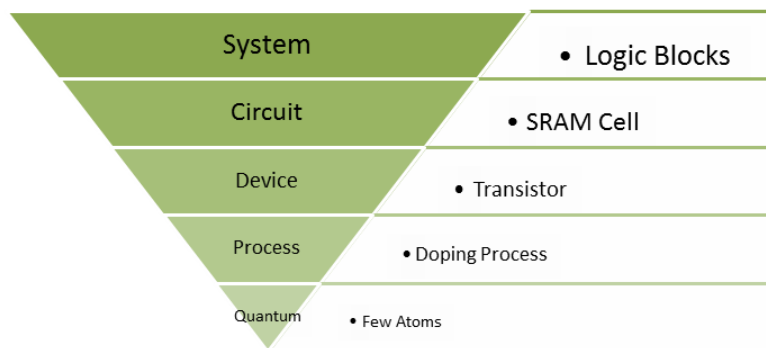 System
• Logic Blocks
Circuit
• SRAM Cell
Device
• Transistor
Process
• Doping Process
Quantum
• Few Atoms